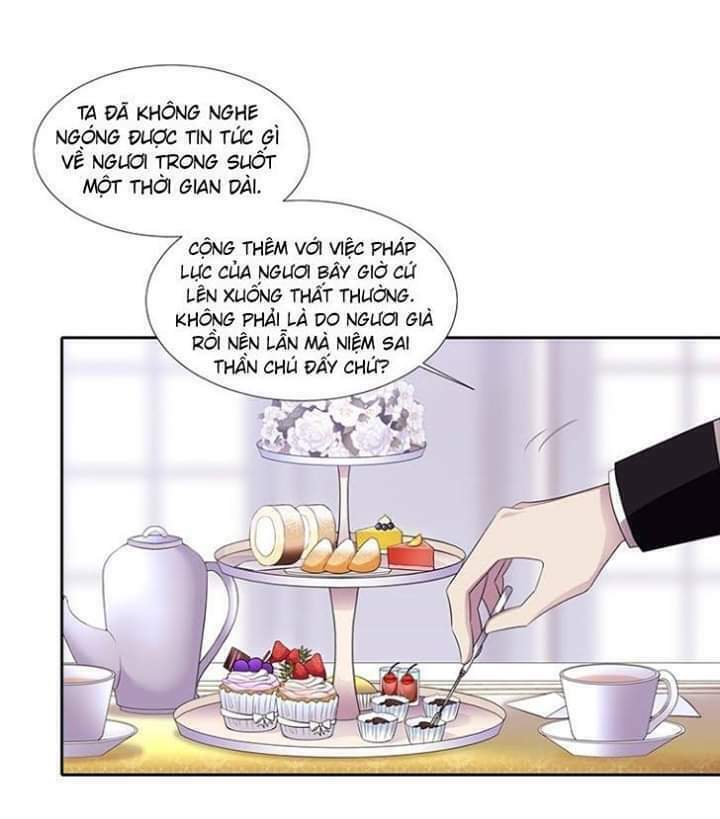 TA ĐÃ KHÔNG NGHE
NGÓNG ĐƯỢC TIN TỨC GÌ
VỀ NGƯƠI TRONG SUỐT
MỘT THỜI GIAN DÀI.
CỘNG THÊM VỚI VIỆC PHÁP
LỰC CỦA NGƯƠI BÂY GIỜ CỨ
LÊN XUỐNG THẤT THƯỜNG.
KHÔNG PHẢI LÀ DO NGƯƠI GIÀ
RỒI NÊN LẪN MÀ NIỆM SAI
THẦN CHÚ ĐẤY CHỨ?